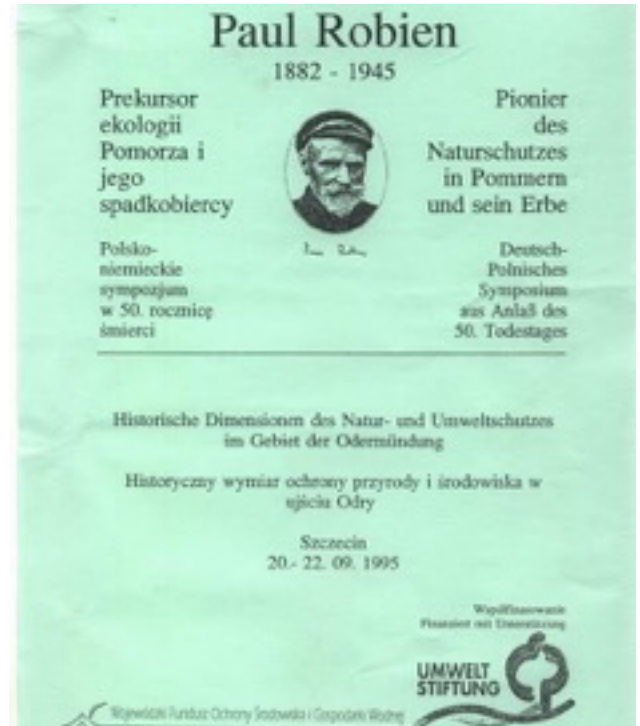 Paul Robien
1882 - 1945
Prekursor
ekologii
Pomorza i
jego
spadkobiercy
Pionier
des
Naturschutzes
in Pommern
und sein Erbe
Polsko-
niemieckie
sympozjum
w 50. rocznicę
śmierci
Deutsch-
Polnisches
Symposium
aus Anlaß des
50. Todestages
Historische Dimensionen des Natur- und Umweltschutzes
im Gebiet der Odermündung
Historyczny wymiar ochrony przyrody i środowiska w
ujściu Odry
Szczecin
20.- 22. 09. 1995
Współfinansowanie
Finanziert mit Unterstützung
UMWELT
STIFTUNG
Wojewódzki Fundusz Ochrony Środowiska i Gospodarki Wodnej